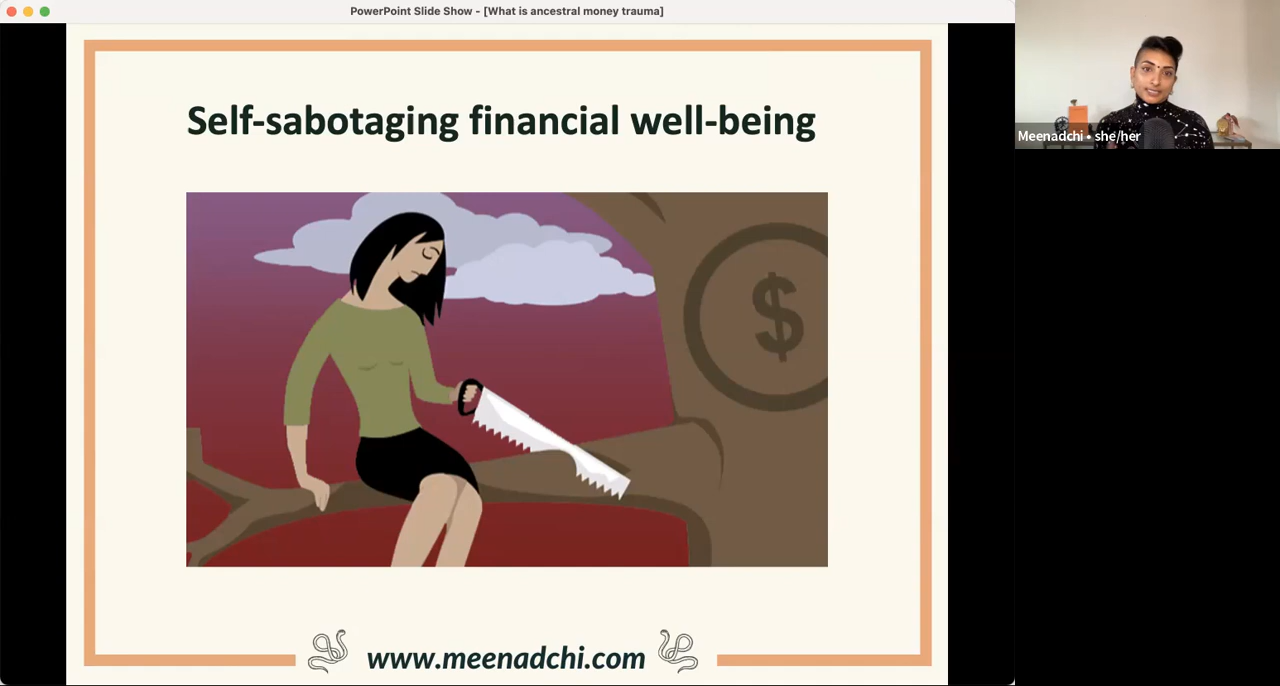 PowerPoint Slide Show - [What is ancestral money trauma]
Self-sabotaging financial well-being
$
www.meenadchi.com
Meenadchi • she/her